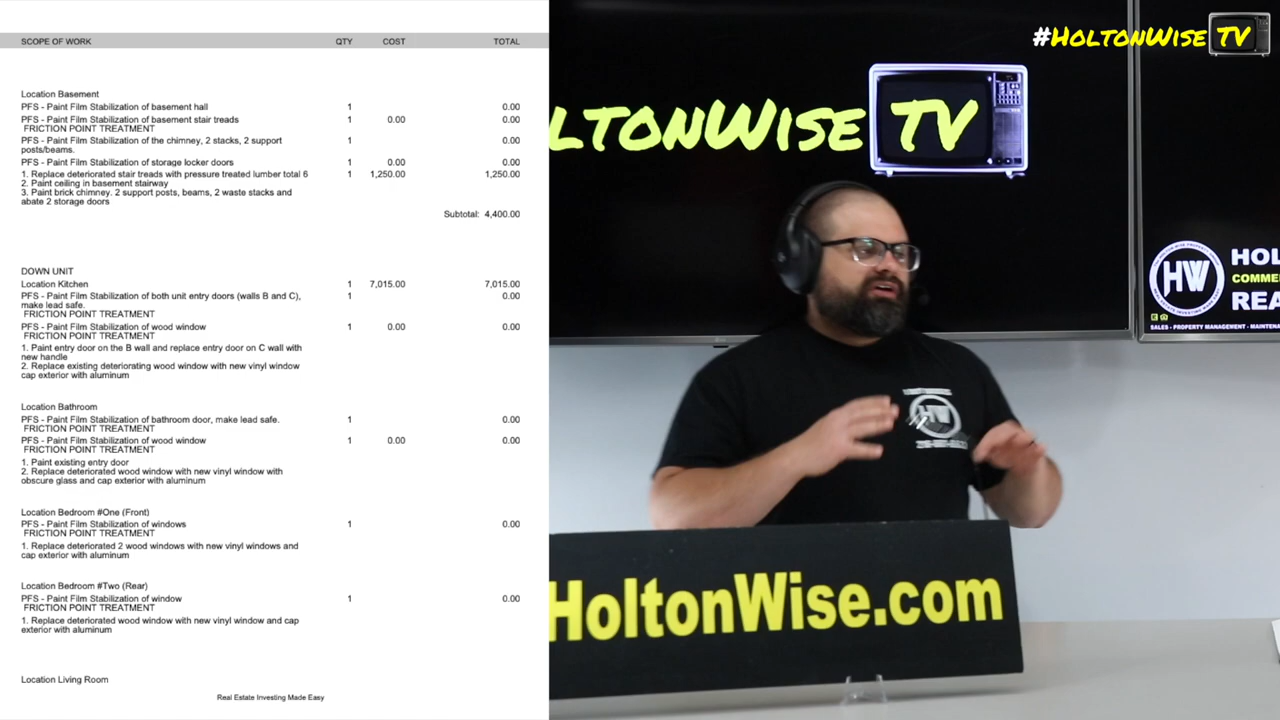 SCOPE OF WORK QTY COST TOTAL
Location Basement
PFS - Paint Film Stabilization of basement hall 1 0.00
PFS - Paint Film Stabilization of basement stair treads 1 0.00 0.00
FRICTION POINT TREATMENT
PFS - Paint Film Stabilization of the chimney, 2 stacks, 2 support 1 0.00
posts/beams.
PFS - Paint Film Stabilization of storage locker doors 1 0.00 0.00
1. Replace deteriorated stair treads with pressure treated lumber total 6 1 1,250.00 1,250.00
2. Paint ceiling in basement stairway
3. Paint brick chimney. 2 support posts, beams, 2 waste stacks and
abate 2 storage doors
Subtotal: 4,400.00
DOWN UNIT
Location Kitchen 1 7,015.00 7,015.00
PFS - Paint Film Stabilization of both unit entry doors (walls B and C), 1 0.00
make lead safe.
FRICTION POINT TREATMENT
PFS - Paint Film Stabilization of wood window 1 0.00 0.00
FRICTION POINT TREATMENT
1. Paint entry door on the B wall and replace entry door on C wall with
new handle
2. Replace existing deteriorating wood window with new vinyl window
cap exterior with aluminum
Location Bathroom
PFS - Paint Film Stabilization of bathroom door, make lead safe. 1 0.00
FRICTION POINT TREATMENT
PFS - Paint Film Stabilization of wood window 1 0.00 0.00
FRICTION POINT TREATMENT
1. Paint existing entry door
2. Replace deteriorated wood window with new vinyl window with
obscure glass and cap exterior with aluminum
Location Bedroom #One (Front)
PFS - Paint Film Stabilization of windows 1 0.00
FRICTION POINT TREATMENT
1. Replace deteriorated 2 wood windows with new vinyl windows and
cap exterior with aluminum
Location Bedroom #Two (Rear)
PFS - Paint Film Stabilization of window 1 0.00
FRICTION POINT TREATMENT
1. Replace deteriorated wood window with new vinyl window and cap
exterior with aluminum
Location Living Room
Real Estate Investing Made Easy
#HoltonWise TV
ltonWise TV
HW
HOL
COMME
REA
SALES - PROPERTY MANAGEMENT - MAINTENA
HW
HoltonWise.com